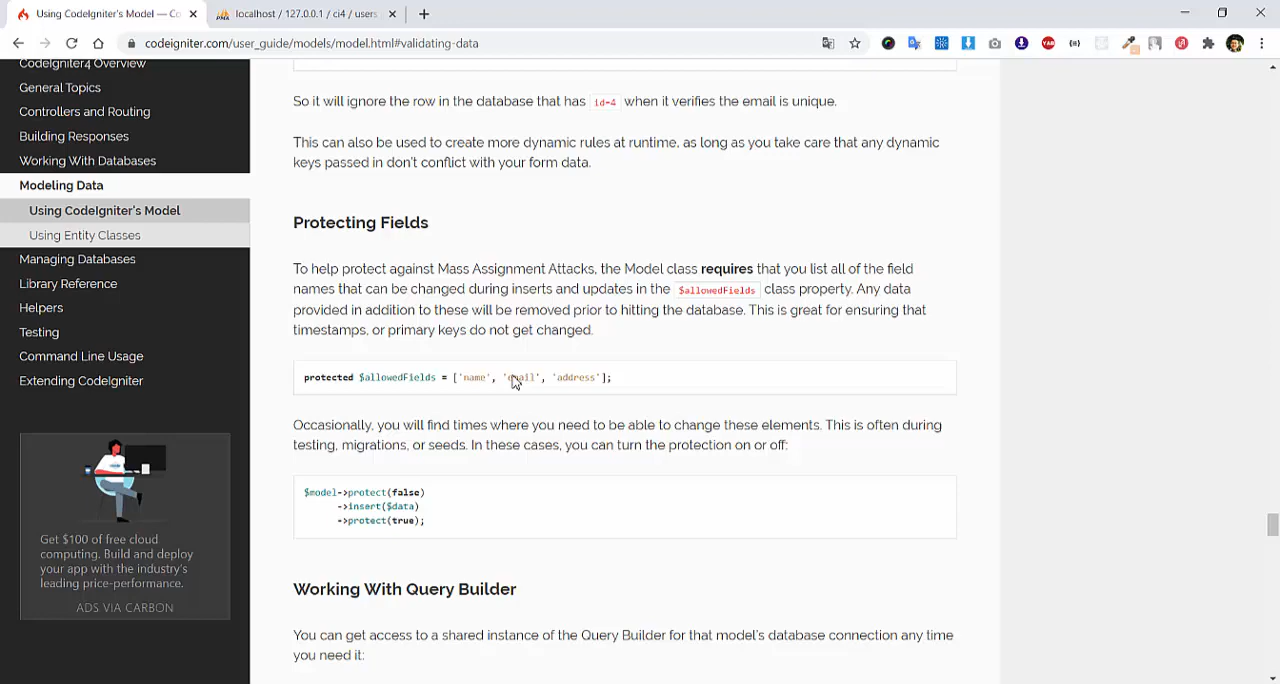 Using CodeIgniter's Model — Co
localhost / 127.0.0.1 / ci4 / users
codeigniter.com/user_guide/models/model.html#validating-data
CodeIgniter4 Overview
General Topics
Controllers and Routing
Building Responses
Working With Databases
Modeling Data
Using CodeIgniter's Model
Using Entity Classes
Managing Databases
Library Reference
Helpers
Testing
Command Line Usage
Extending CodeIgniter
Get $100 of free cloud
computing. Build and deploy
your app with the industry's
leading price-performance.
ADS VIA CARBON
So it will ignore the row in the database that has id=4 when it verifies the email is unique.
This can also be used to create more dynamic rules at runtime, as long as you take care that any dynamic
keys passed in don't conflict with your form data.
Protecting Fields
To help protect against Mass Assignment Attacks, the Model class requires that you list all of the field
names that can be changed during inserts and updates in the $allowedFields class property. Any data
provided in addition to these will be removed prior to hitting the database. This is great for ensuring that
timestamps, or primary keys do not get changed.
protected $allowedFields = ['name', 'email', 'address'];
Occasionally, you will find times where you need to be able to change these elements. This is often during
testing, migrations, or seeds. In these cases, you can turn the protection on or off:
$model->protect(false)
->insert($data)
->protect(true);
Working With Query Builder
You can get access to a shared instance of the Query Builder for that model's database connection any time
you need it: